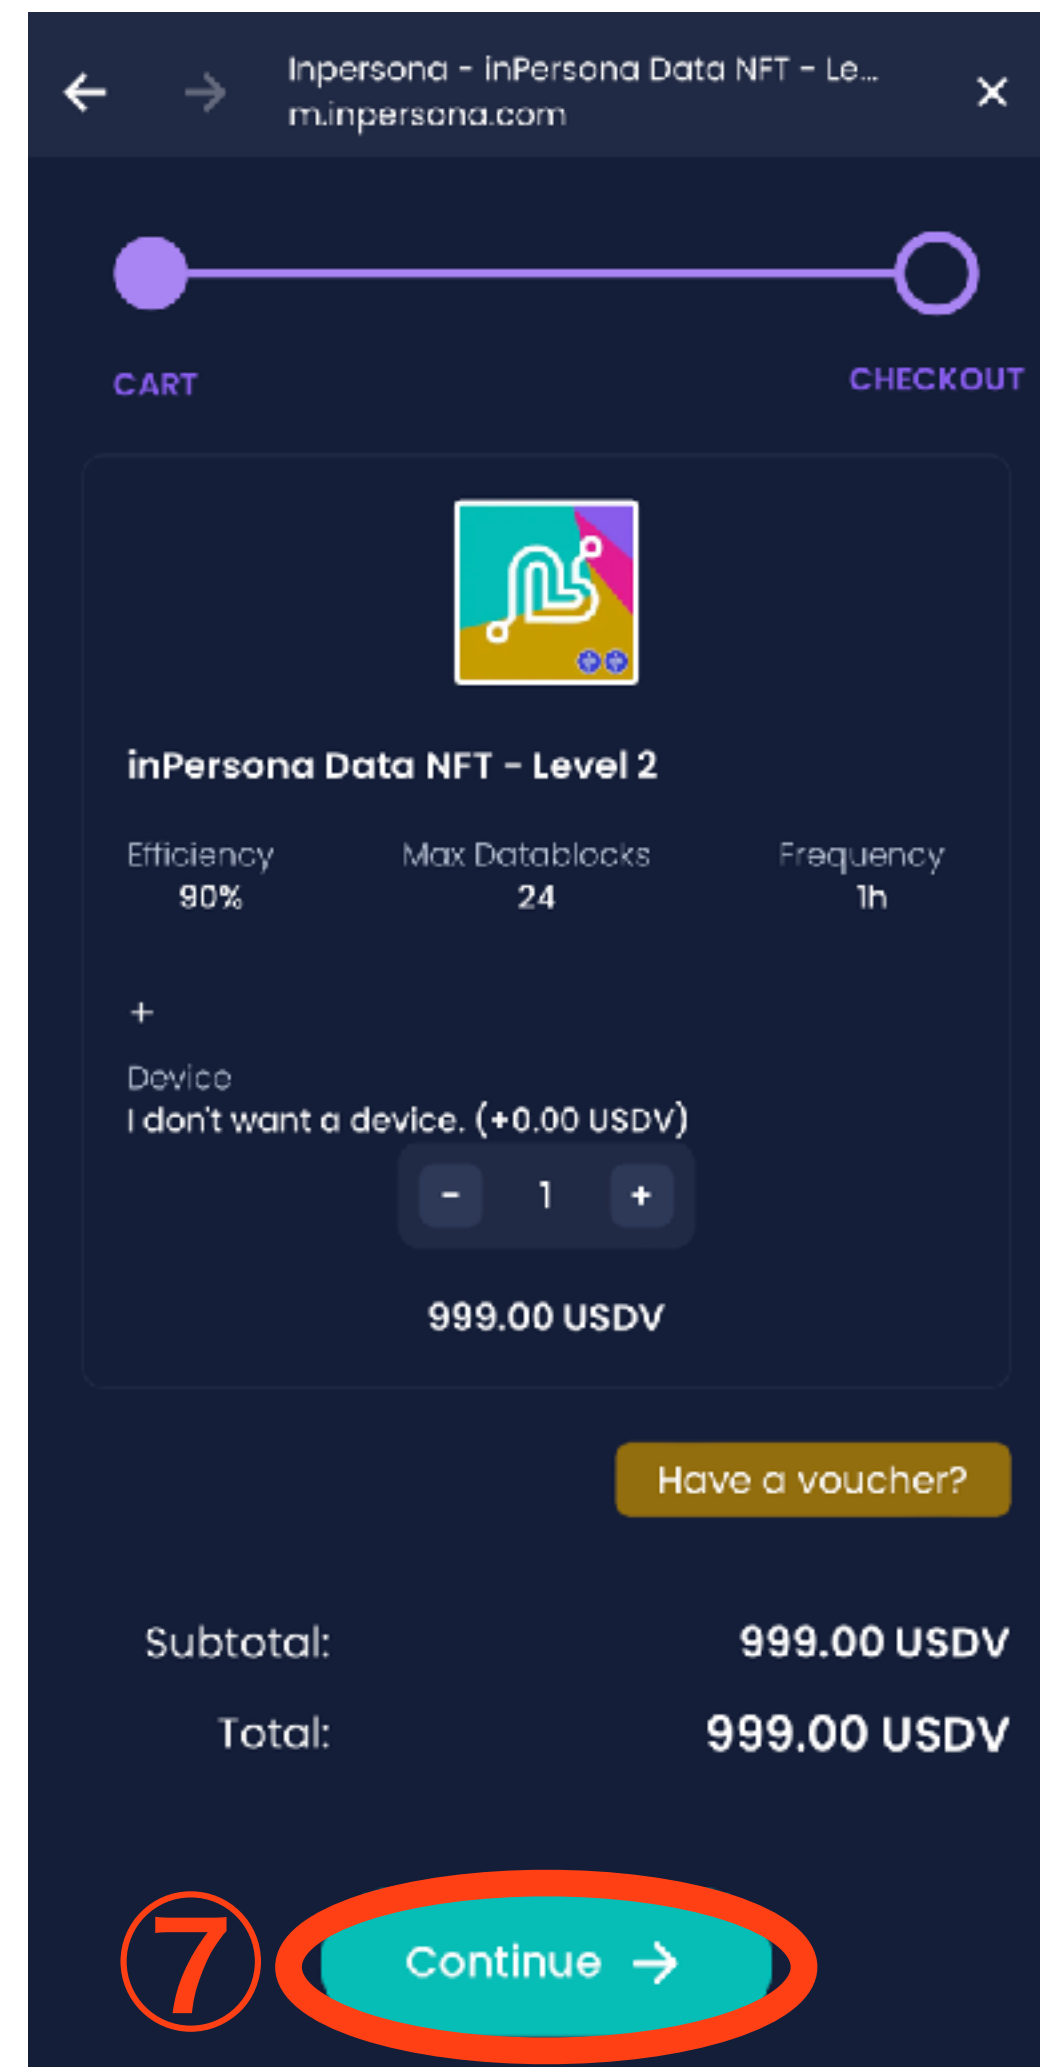 Inpersona - inPersona Data NFT - Le...
m.inpersona.com
CART
CHECKOUT
inPersona Data NFT - Level 2
Efficiency Max Datablocks Frequency
90% 24 1h
+
Device
I don't want a device. (+0.00 USDV)
- 1 +
999.00 USDV
Have a voucher?
Subtotal: 999.00 USDV
Total: 999.00 USDV
⑦ Continue →